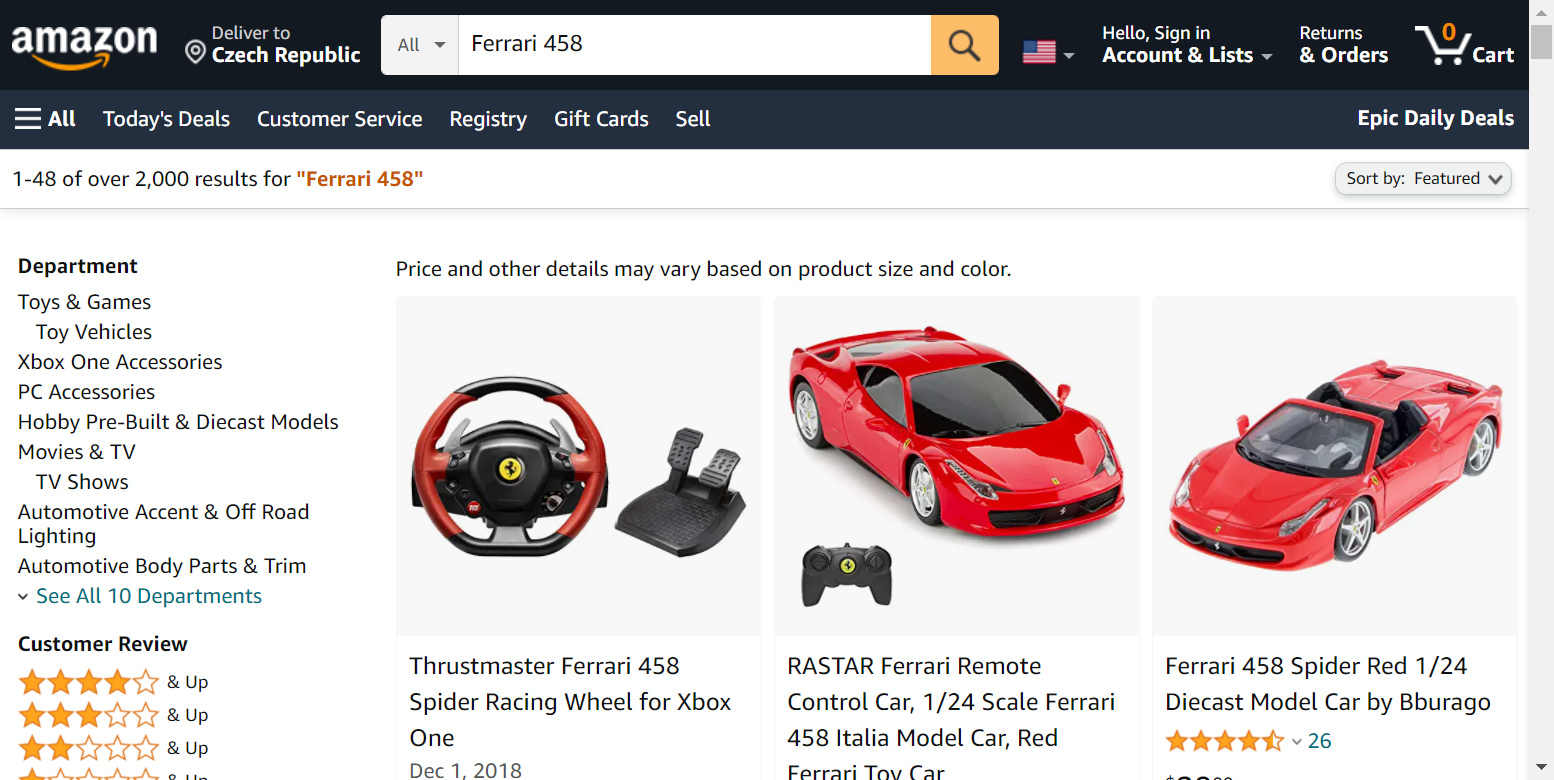 amazon
Deliver to
Czech Republic
All
Ferrari 458
Hello, Sign in
Account & Lists
Returns
& Orders
0
Cart
All
Today's Deals
Customer Service
Registry
Gift Cards
Sell
Epic Daily Deals
1-48 of over 2,000 results for "Ferrari 458"
Sort by: Featured
Department
Toys & Games
Toy Vehicles
Xbox One Accessories
PC Accessories
Hobby Pre-Built & Diecast Models
Movies & TV
TV Shows
Automotive Accent & Off Road
Lighting
Automotive Body Parts & Trim
See All 10 Departments
Customer Review
& Up
& Up
& Up
& Up
Price and other details may vary based on product size and color.
Thrustmaster Ferrari 458
Spider Racing Wheel for Xbox
One
Dec 1, 2018
RASTAR Ferrari Remote
Control Car, 1/24 Scale Ferrari
458 Italia Model Car, Red
Ferrari Toy Car
Ferrari 458 Spider Red 1/24
Diecast Model Car by Bburago
26